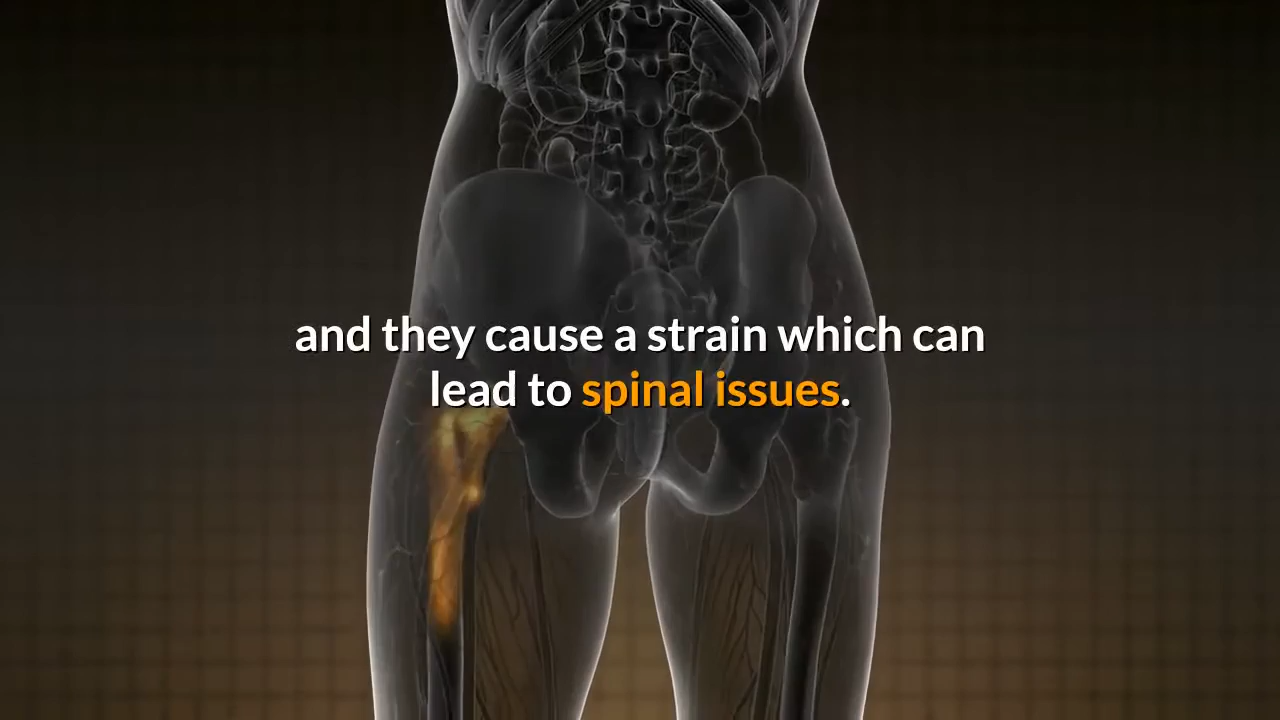 and they cause a strain which can
lead to spinal issues.